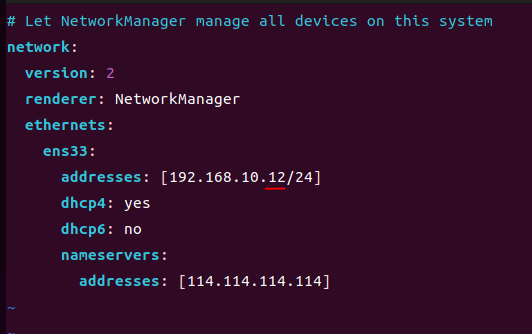 # Let NetworkManager manage all devices on this system
network:
  version: 2
  renderer: NetworkManager
  ethernets:
    ens33:
      addresses: [192.168.10.12/24]
      dhcp4: yes
      dhcp6: no
      nameservers:
        addresses: [114.114.114.114]
~
~